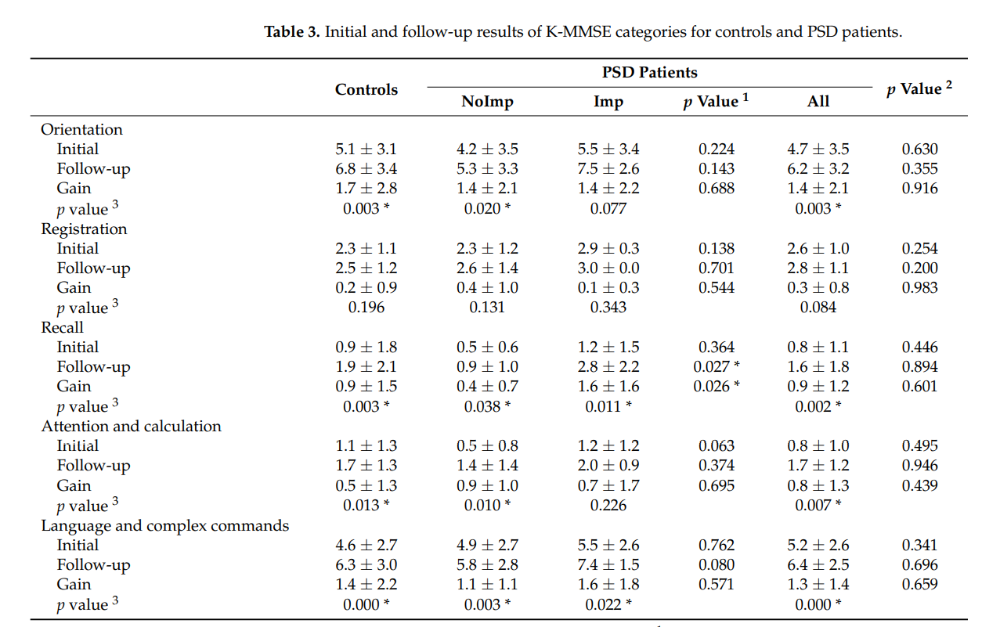 Table 3. Initial and follow-up results of K-MMSE categories for controls and PSD patients.
PSD Patients
Controls p Value 2
NoImp Imp p Value 1 All
Orientation
Initial 5.1 ± 3.1 4.2 ± 3.5 5.5 ± 3.4 0.224 4.7 ± 3.5 0.630
Follow-up 6.8 ± 3.4 5.3 ± 3.3 7.5 ± 2.6 0.143 6.2 ± 3.2 0.355
Gain 1.7 ± 2.8 1.4 ± 2.1 1.4 ± 2.2 0.688 1.4 ± 2.1 0.916
p value 3 0.003 * 0.020 * 0.077 0.003 *
Registration
Initial 2.3 ± 1.1 2.3 ± 1.2 2.9 ± 0.3 0.138 2.6 ± 1.0 0.254
Follow-up 2.5 ± 1.2 2.6 ± 1.4 3.0 ± 0.0 0.701 2.8 ± 1.1 0.200
Gain 0.2 ± 0.9 0.4 ± 1.0 0.1 ± 0.3 0.544 0.3 ± 0.8 0.983
p value 3 0.196 0.131 0.343 0.084
Recall
Initial 0.9 ± 1.8 0.5 ± 0.6 1.2 ± 1.5 0.364 0.8 ± 1.1 0.446
Follow-up 1.9 ± 2.1 0.9 ± 1.0 2.8 ± 2.2 0.027 * 1.6 ± 1.8 0.894
Gain 0.9 ± 1.5 0.4 ± 0.7 1.6 ± 1.6 0.026 * 0.9 ± 1.2 0.601
p value 3 0.003 * 0.038 * 0.011 * 0.002 *
Attention and calculation
Initial 1.1 ± 1.3 0.5 ± 0.8 1.2 ± 1.2 0.063 0.8 ± 1.0 0.495
Follow-up 1.7 ± 1.3 1.4 ± 1.4 2.0 ± 0.9 0.374 1.7 ± 1.2 0.946
Gain 0.5 ± 1.3 0.9 ± 1.0 0.7 ± 1.7 0.695 0.8 ± 1.3 0.439
p value 3 0.013 * 0.010 * 0.226 0.007 *
Language and complex commands
Initial 4.6 ± 2.7 4.9 ± 2.7 5.5 ± 2.6 0.762 5.2 ± 2.6 0.341
Follow-up 6.3 ± 3.0 5.8 ± 2.8 7.4 ± 1.5 0.080 6.4 ± 2.5 0.696
Gain 1.4 ± 2.2 1.1 ± 1.1 1.6 ± 1.8 0.571 1.3 ± 1.4 0.659
p value 3 0.000 * 0.003 * 0.022 * 0.000 *